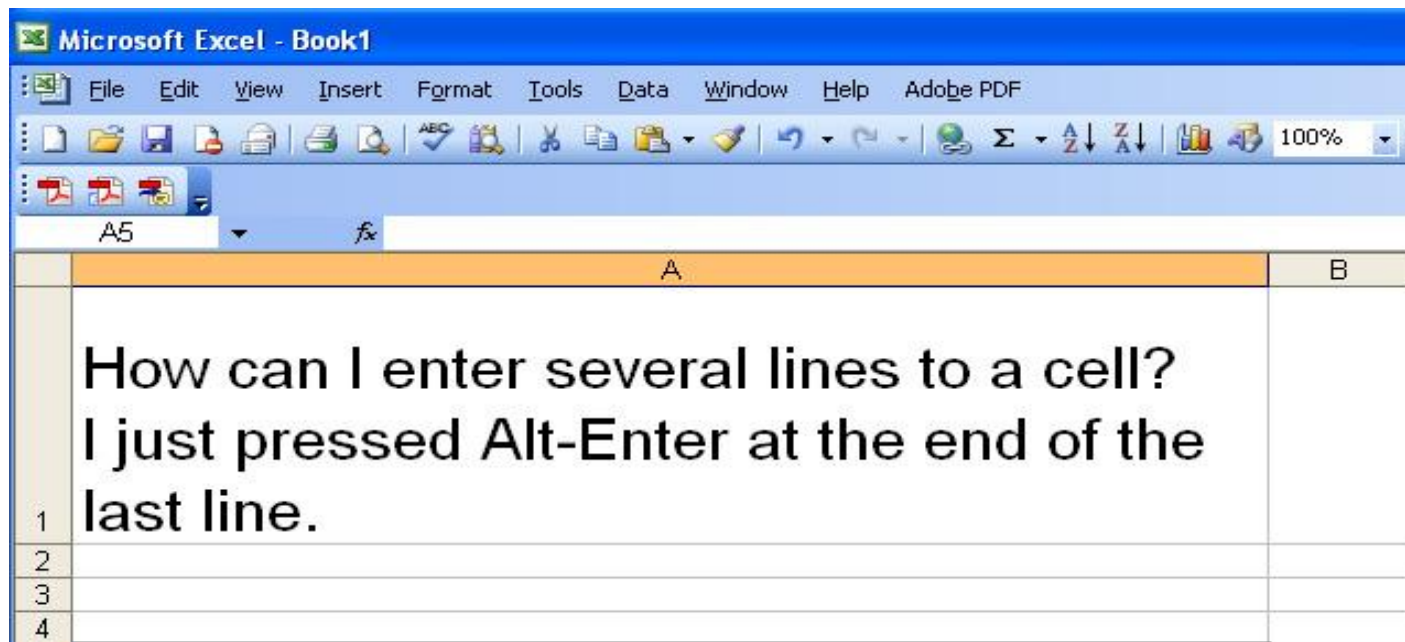 Microsoft Excel - Book1
File Edit View Insert Format Tools Data Window Help Adobe PDF
ABC Σ A Z Z A 100%
A5 fx
A B
How can I enter several lines to a cell?
I just pressed Alt-Enter at the end of the
last line.
1
2
3
4